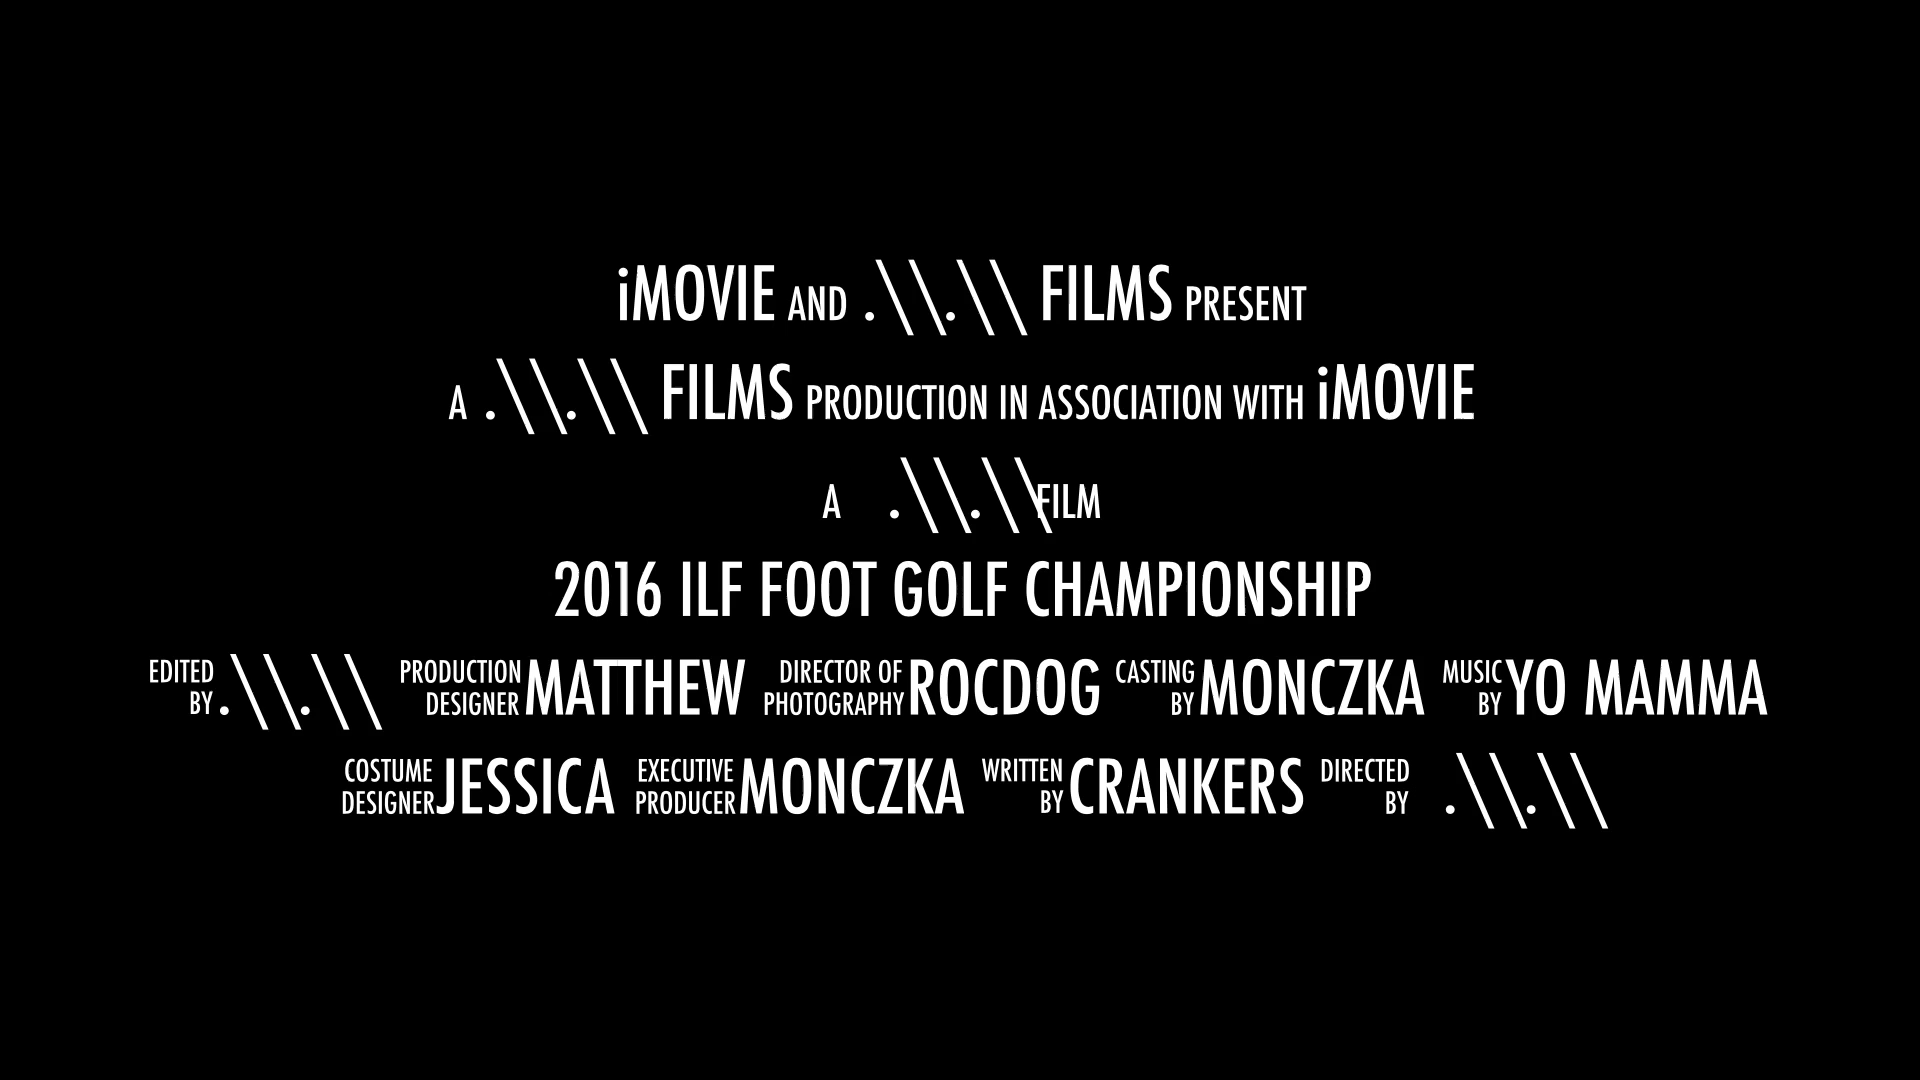 iMOVIE AND .\\.\\ FILMS PRESENT
A .\\.\\ FILMS PRODUCTION IN ASSOCIATION WITH iMOVIE
A .\\.\\ FILM
2016 ILF FOOT GOLF CHAMPIONSHIP
EDITED BY .\\.\\ PRODUCTION DESIGNER MATTHEW DIRECTOR OF PHOTOGRAPHY ROCDOG CASTING BY MONCZKA MUSIC BY YO MAMMA
COSTUME DESIGNER JESSICA EXECUTIVE PRODUCER MONCZKA WRITTEN BY CRANKERS DIRECTED BY .\\.\\